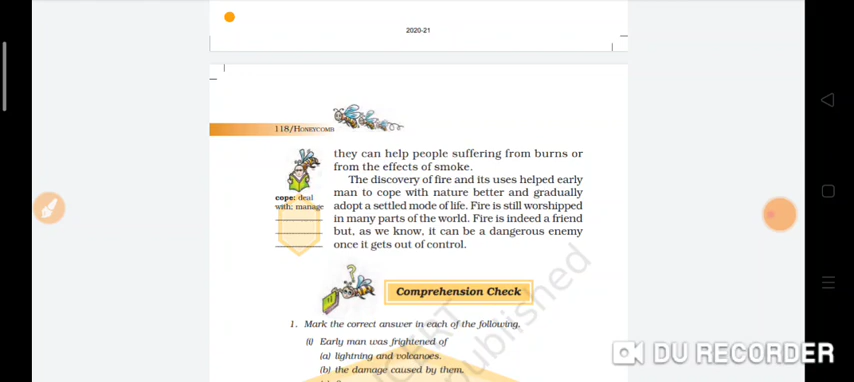 2020-21
118/HONEYCOMB
they can help people suffering from burns or
from the effects of smoke.
The discovery of fire and its uses helped early
man to cope with nature better and gradually
adopt a settled mode of life. Fire is still worshipped
in many parts of the world. Fire is indeed a friend
but, as we know, it can be a dangerous enemy
once it gets out of control.
cope: deal
with; manage
Comprehension Check
1. Mark the correct answer in each of the following.
(i) Early man was frightened of
(a) lightning and volcanoes.
(b) the damage caused by them.
NCERT
published
DU RECORDER